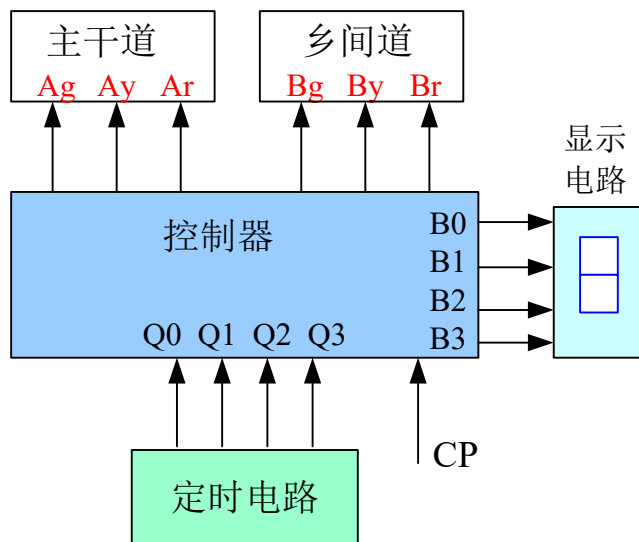 主干道
Ag Ay Ar
乡间道
Bg By Br
显示
电路
控制器
B0
B1
B2
B3
Q0 Q1 Q2 Q3
CP
定时电路